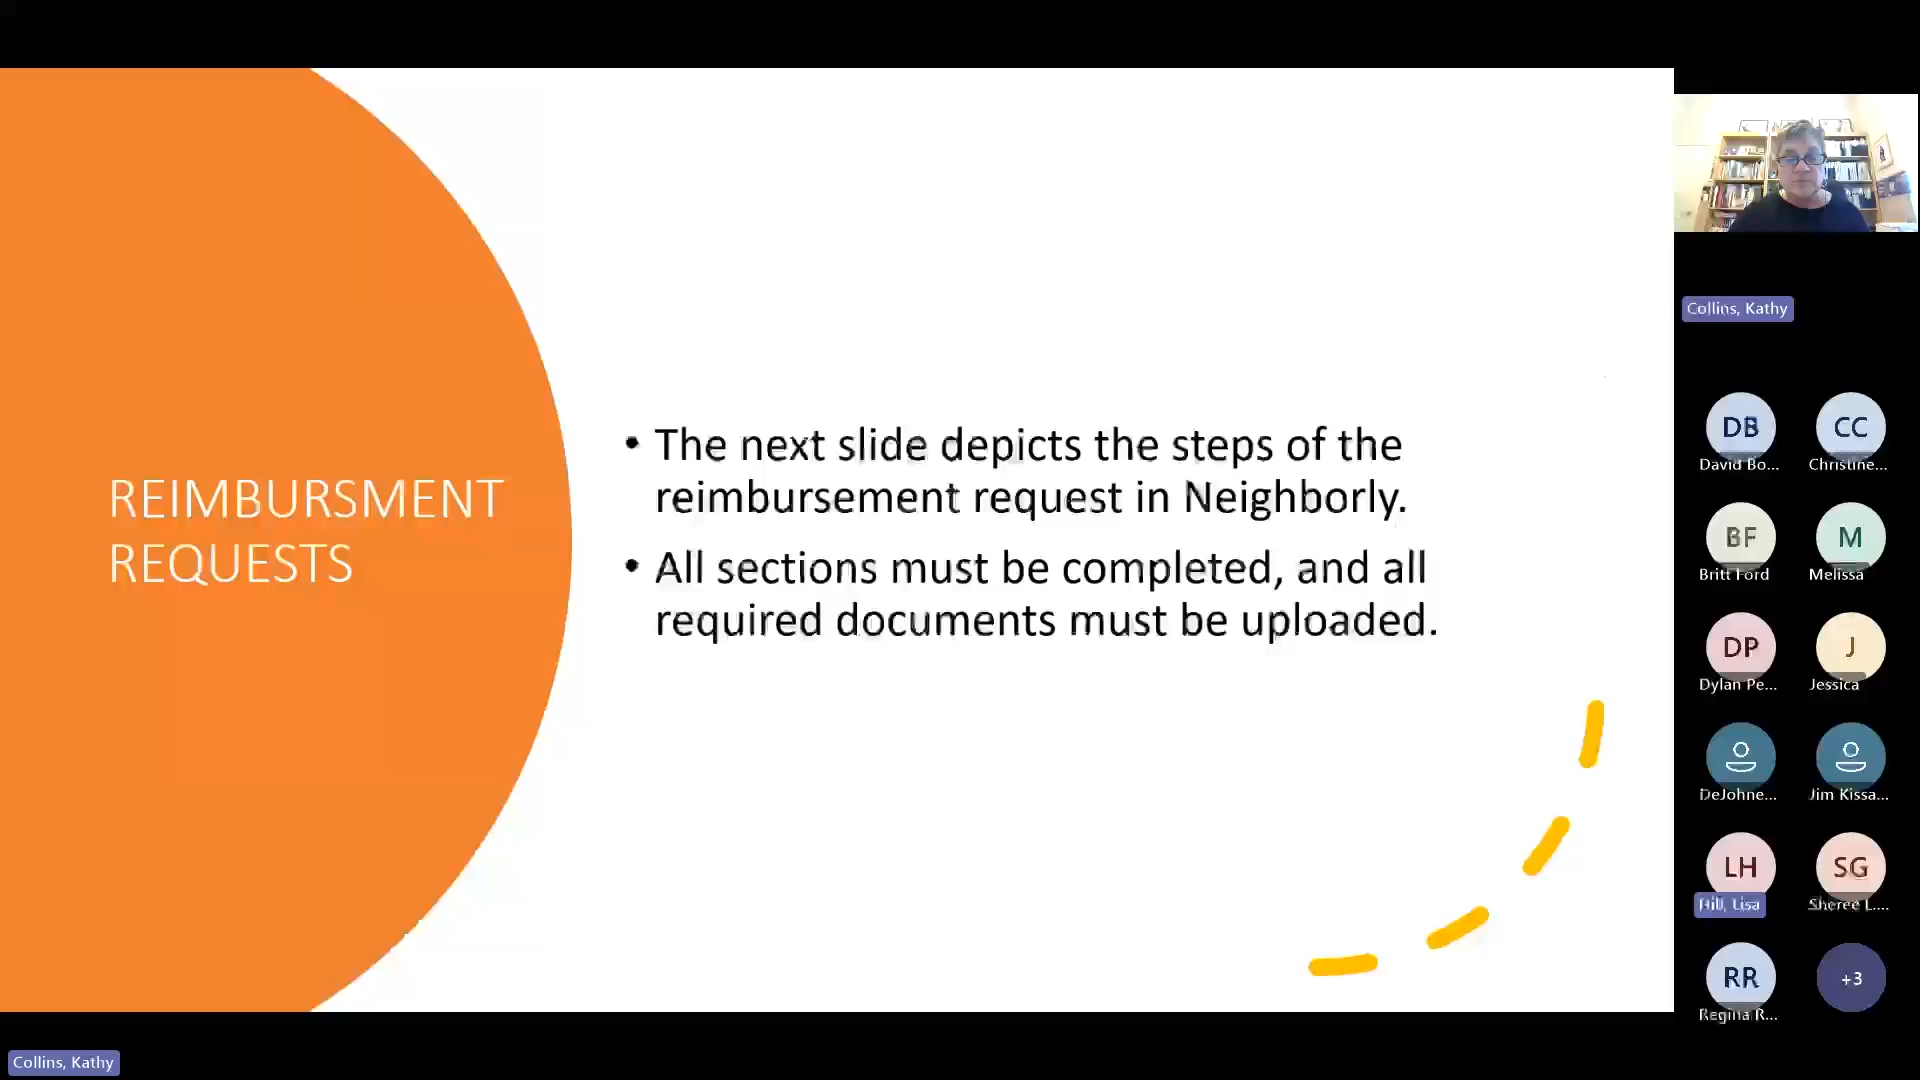 REIMBURSMENT
REQUESTS
• The next slide depicts the steps of the
reimbursement request in Neighborly.
• All sections must be completed, and all
required documents must be uploaded.
Collins, Kathy
DB
David Bo...
CC
Christine...
BF
Britt Ford
M
Melissa
DP
Dylan Pe...
J
Jessica
DeJohne...
Jim Kissa...
LH
Hill, Lisa
SG
Sheree L....
RR
Regina R...
+3
Collins, Kathy